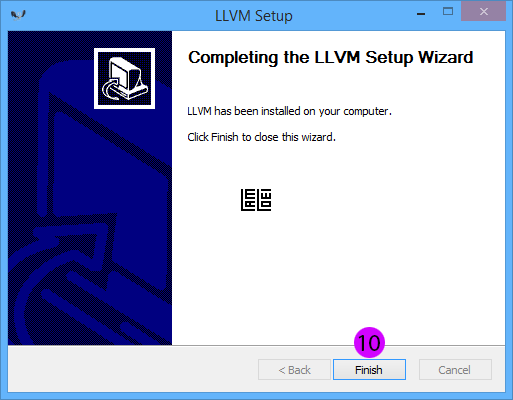 LLVM Setup
Completing the LLVM Setup Wizard
LLVM has been installed on your computer.
Click Finish to close this wizard.
10
< Back
Finish
Cancel